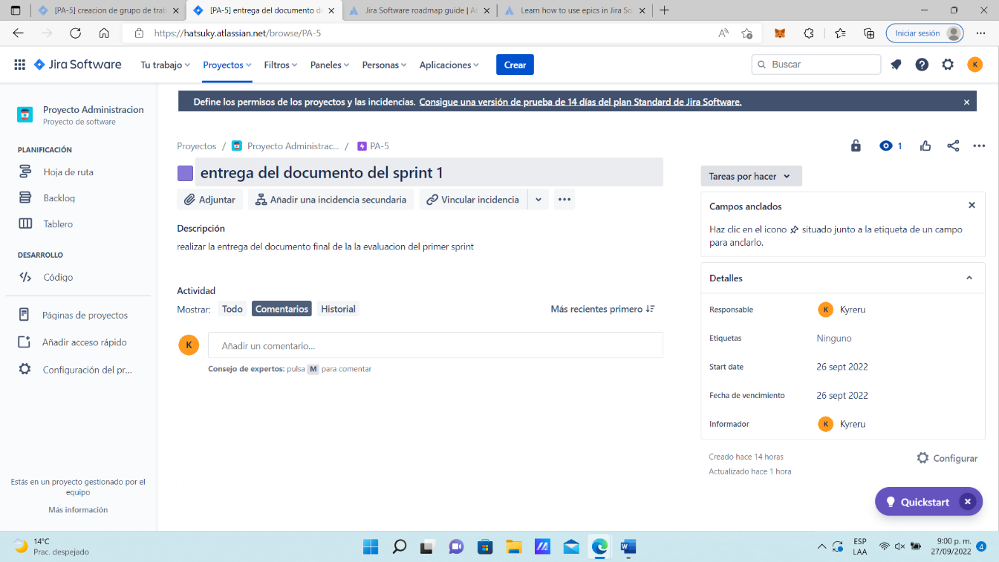 [PA-5] creacion de grupo de trab
[PA-5] entrega del documento de
Jira Software roadmap guide | At
Learn how to use epics in Jira So
https://hatsuky.atlassian.net/browse/PA-5
Iniciar sesión
Jira Software
Tu trabajo
Proyectos
Filtros
Paneles
Personas
Aplicaciones
Crear
Buscar
K
Proyecto Administracion
Proyecto de software
PLANIFICACIÓN
Hoja de ruta
Backlog
Tablero
DESARROLLO
Código
Páginas de proyectos
Añadir acceso rápido
Configuración del pr...
Estás en un proyecto gestionado por el
equipo
Más información
Define los permisos de los proyectos y las incidencias. Consigue una versión de prueba de 14 días del plan Standard de Jira Software.
Proyectos / Proyecto Administrac... / PA-5
1
entrega del documento del sprint 1
Adjuntar
Añadir una incidencia secundaria
Vincular incidencia
Descripción
realizar la entrega del documento final de la la evaluacion del primer sprint
Actividad
Mostrar: Todo Comentarios Historial
Más recientes primero
K
Añadir un comentario...
Consejo de expertos: pulsa M para comentar
Tareas por hacer
Campos anclados
Haz clic en el icono situado junto a la etiqueta de un campo
para anclarlo.
Detalles
Responsable K Kyreru
Etiquetas Ninguno
Start date 26 sept 2022
Fecha de vencimiento 26 sept 2022
Informador K Kyreru
Creado hace 14 horas
Actualizado hace 1 hora
Configurar
Quickstart
14°C
Prac. despejado
ESP
LAA
9:00 p. m.
27/09/2022
4